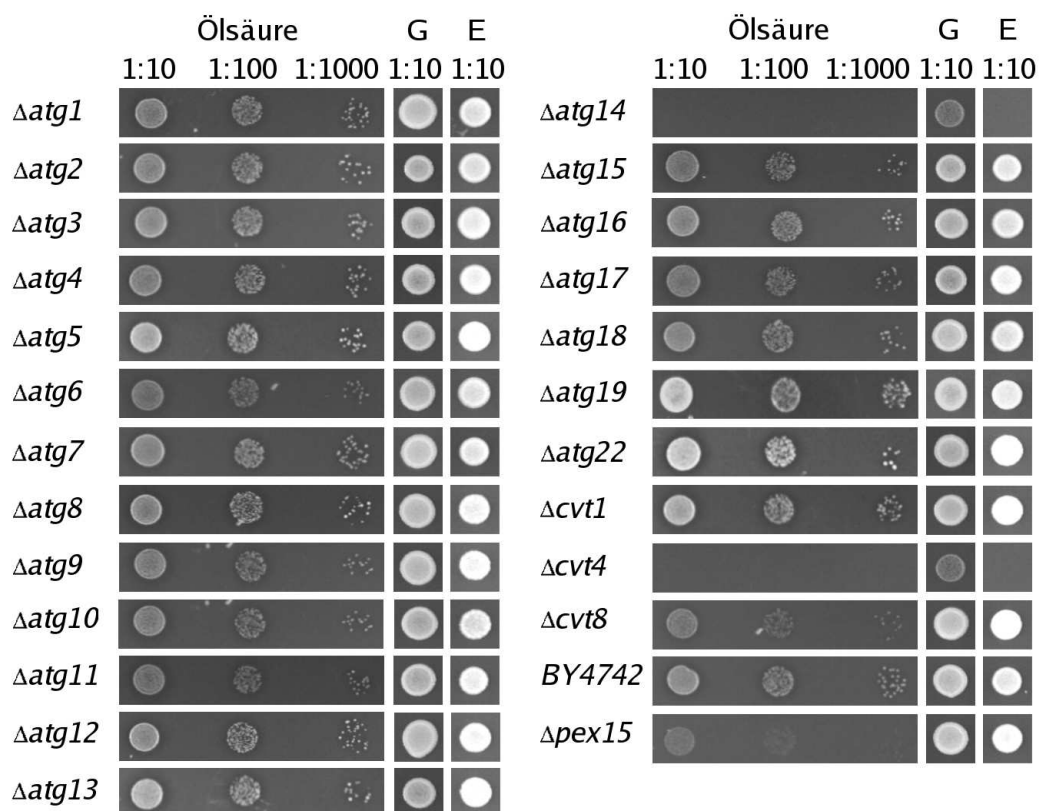 Ölsäure G E
1:10 1:100 1:1000 1:10 1:10
Δatg1
Δatg2
Δatg3
Δatg4
Δatg5
Δatg6
Δatg7
Δatg8
Δatg9
Δatg10
Δatg11
Δatg12
Δatg13
Ölsäure G E
1:10 1:100 1:1000 1:10 1:10
Δatg14
Δatg15
Δatg16
Δatg17
Δatg18
Δatg19
Δatg22
Δcvt1
Δcvt4
Δcvt8
BY4742
Δpex15